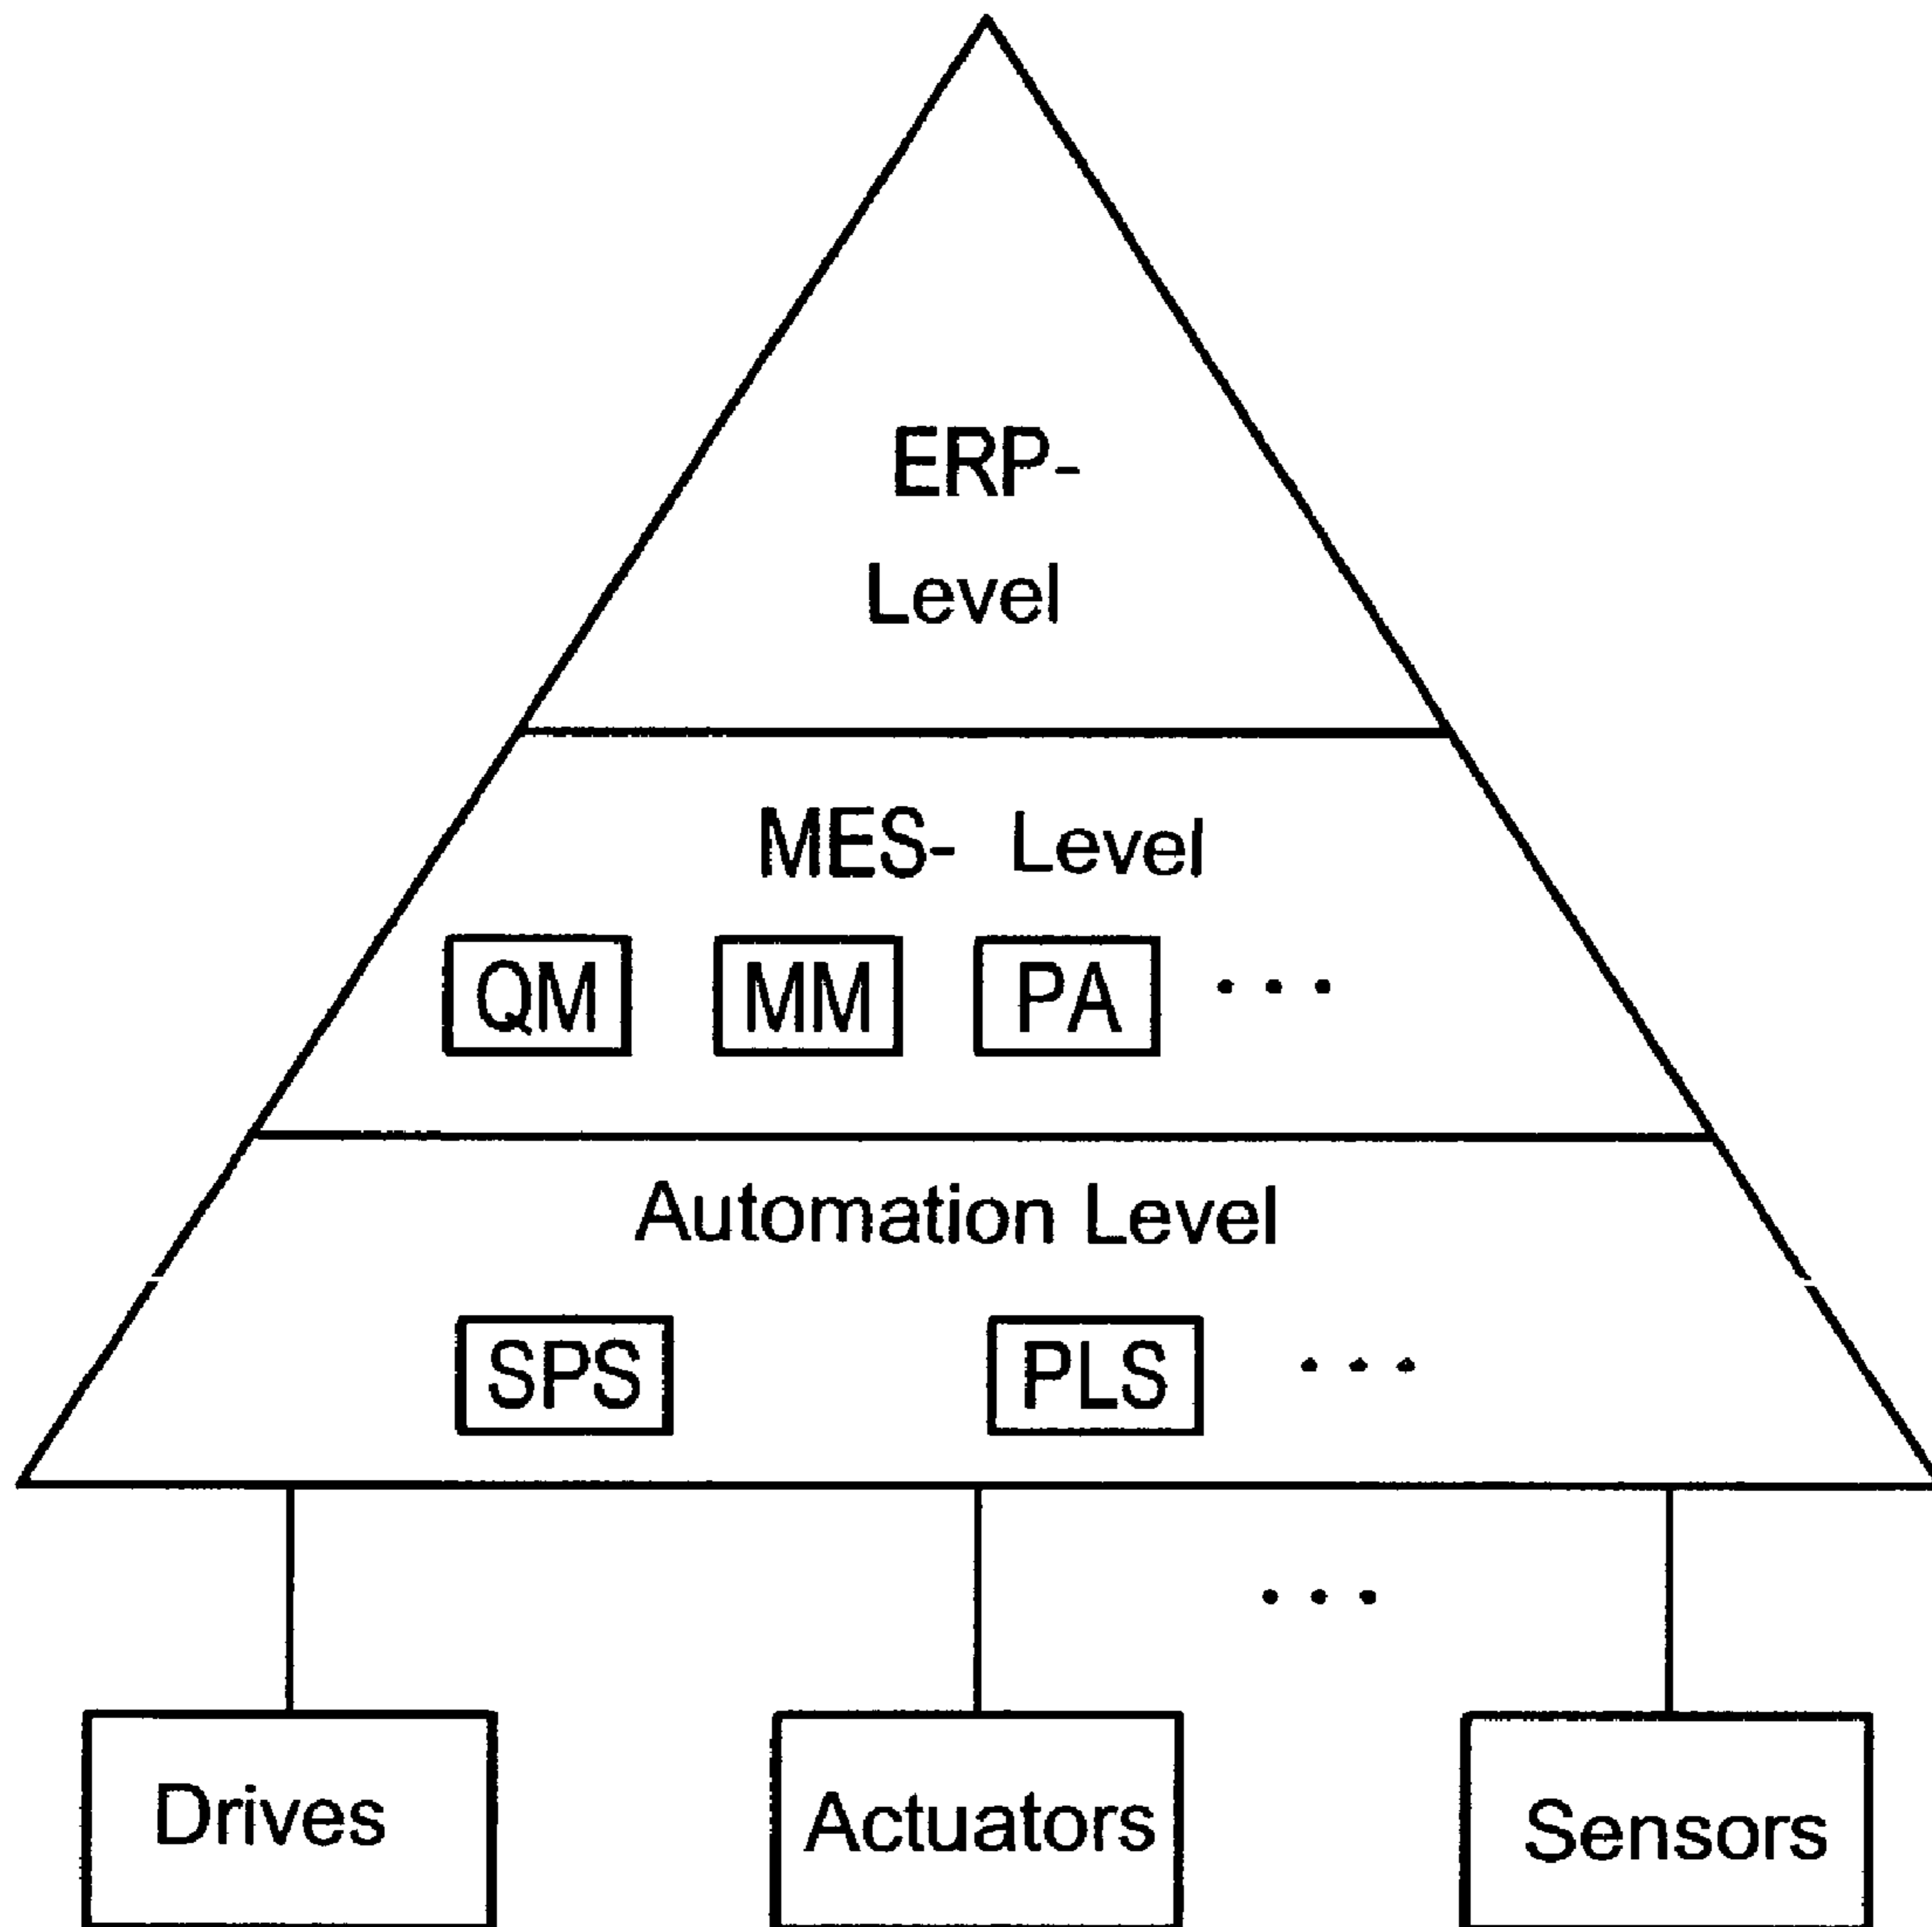 ERP-
Level
MES- Level
QM MM PA ...
Automation Level
SPS PLS ...
...
Drives Actuators Sensors